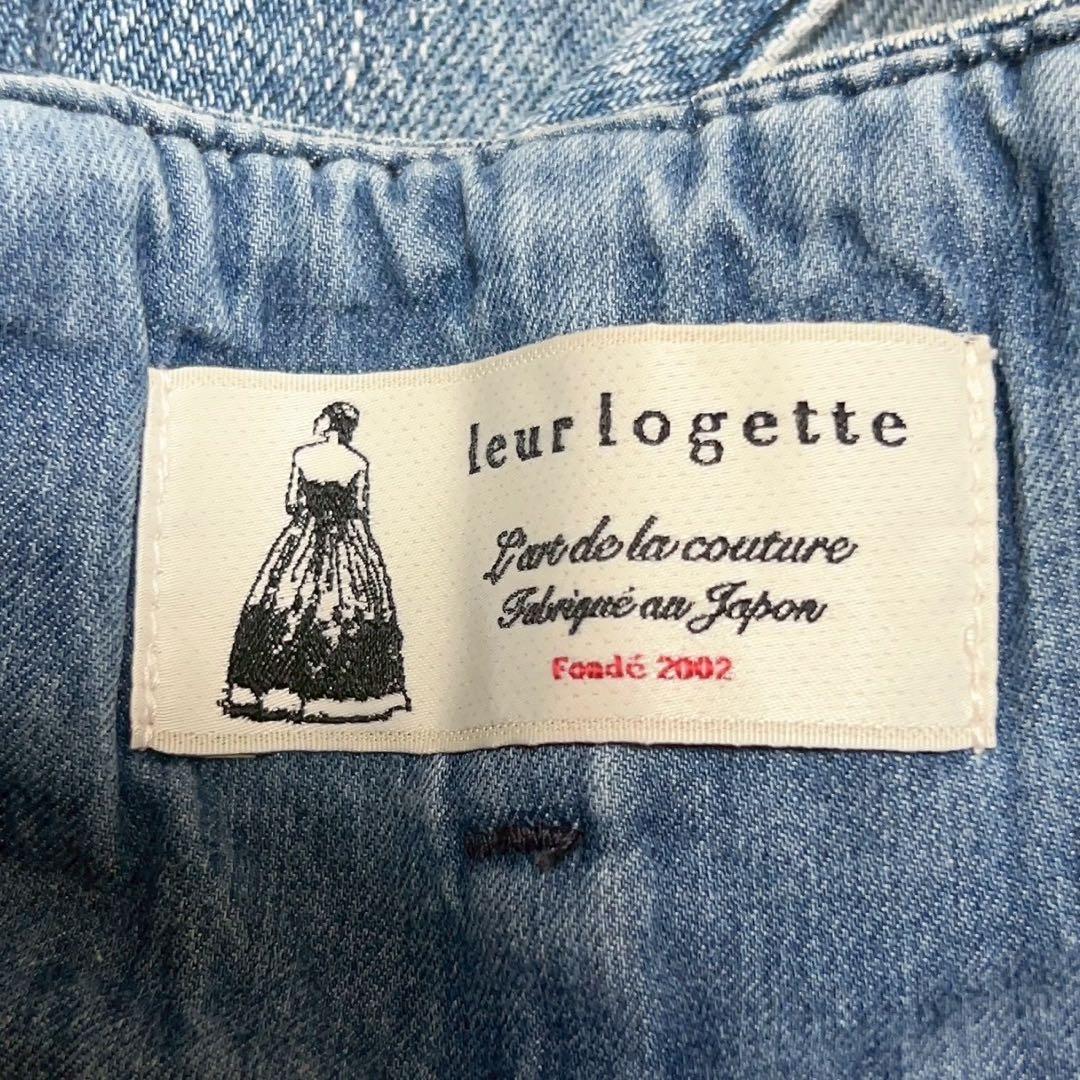 leur logette
L'art de la couture
Fabriqué au Japon
Fondé 2002